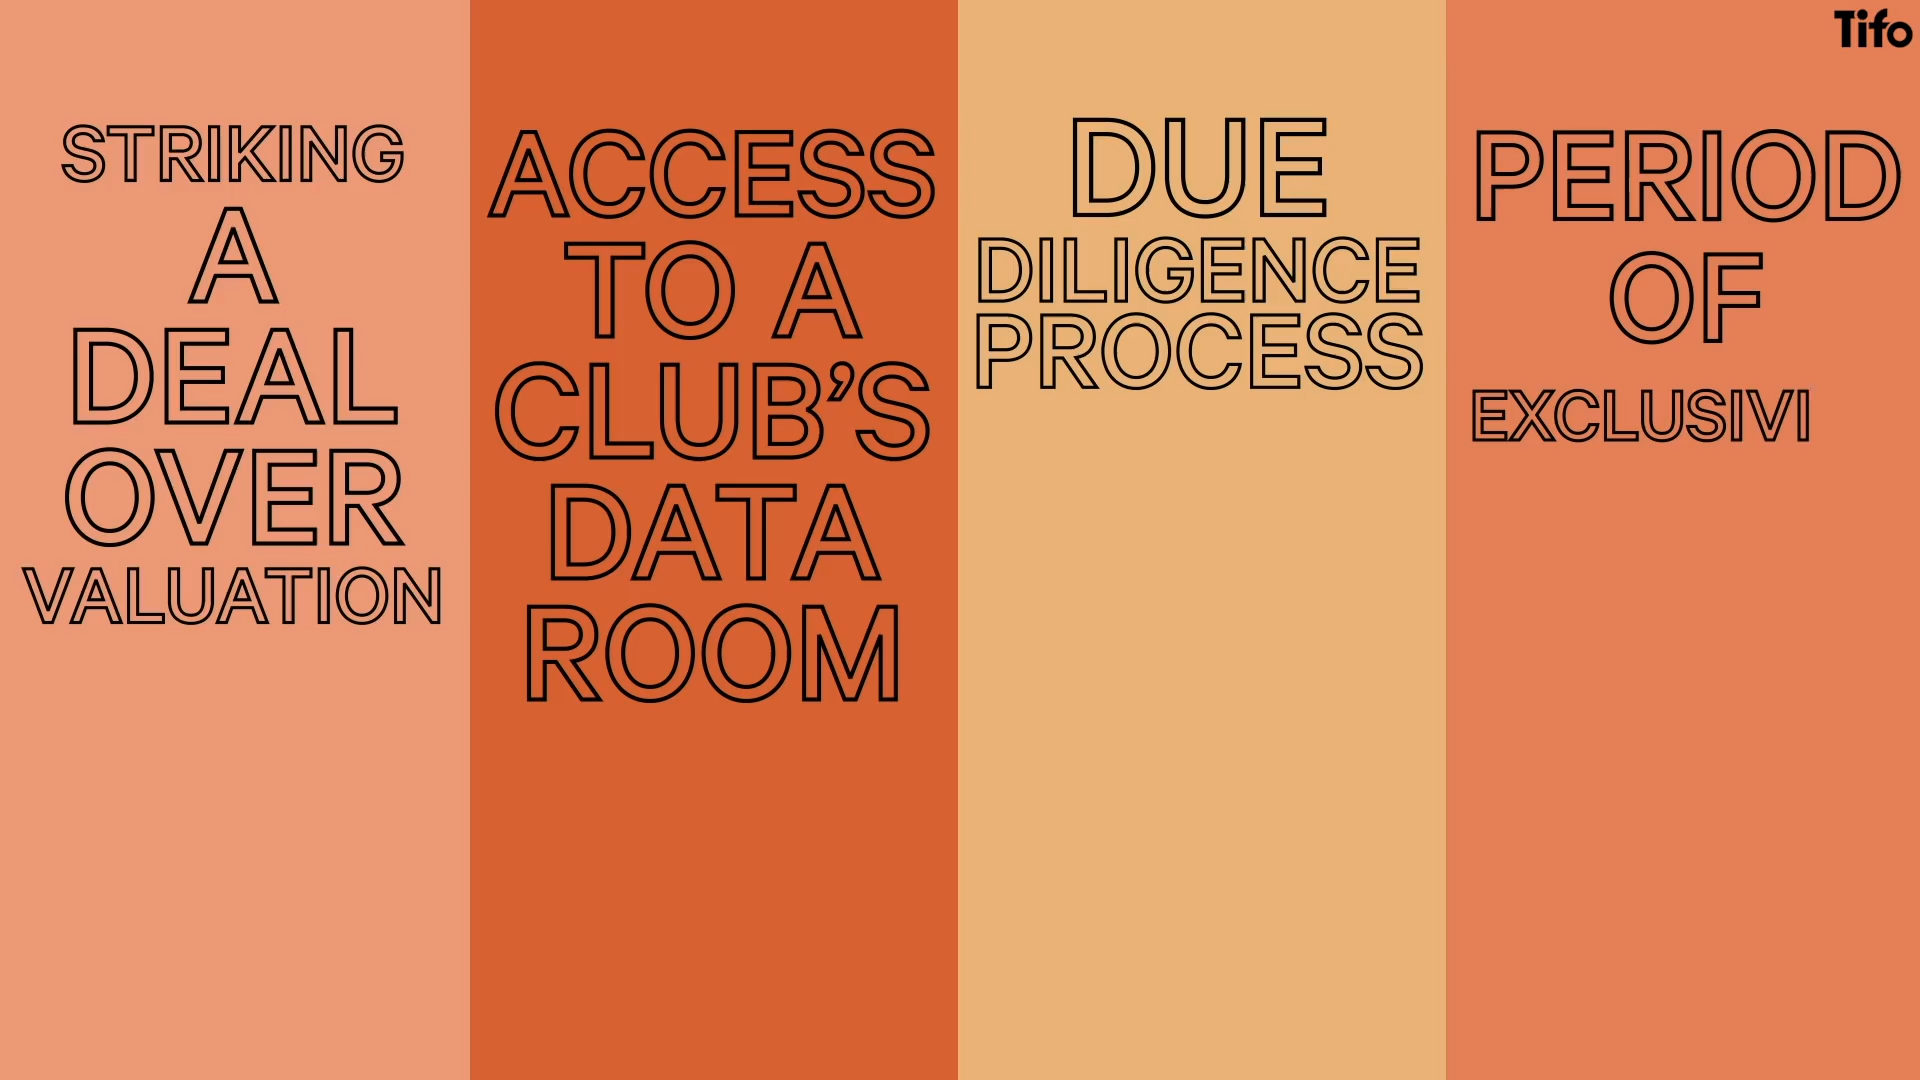 STRIKING
A
DEAL
OVER
VALUATION
ACCESS
TO A
CLUB’S
DATA
ROOM
DUE
DILIGENCE
PROCESS
PERIOD
OF
EXCLUSIVI
Tifo